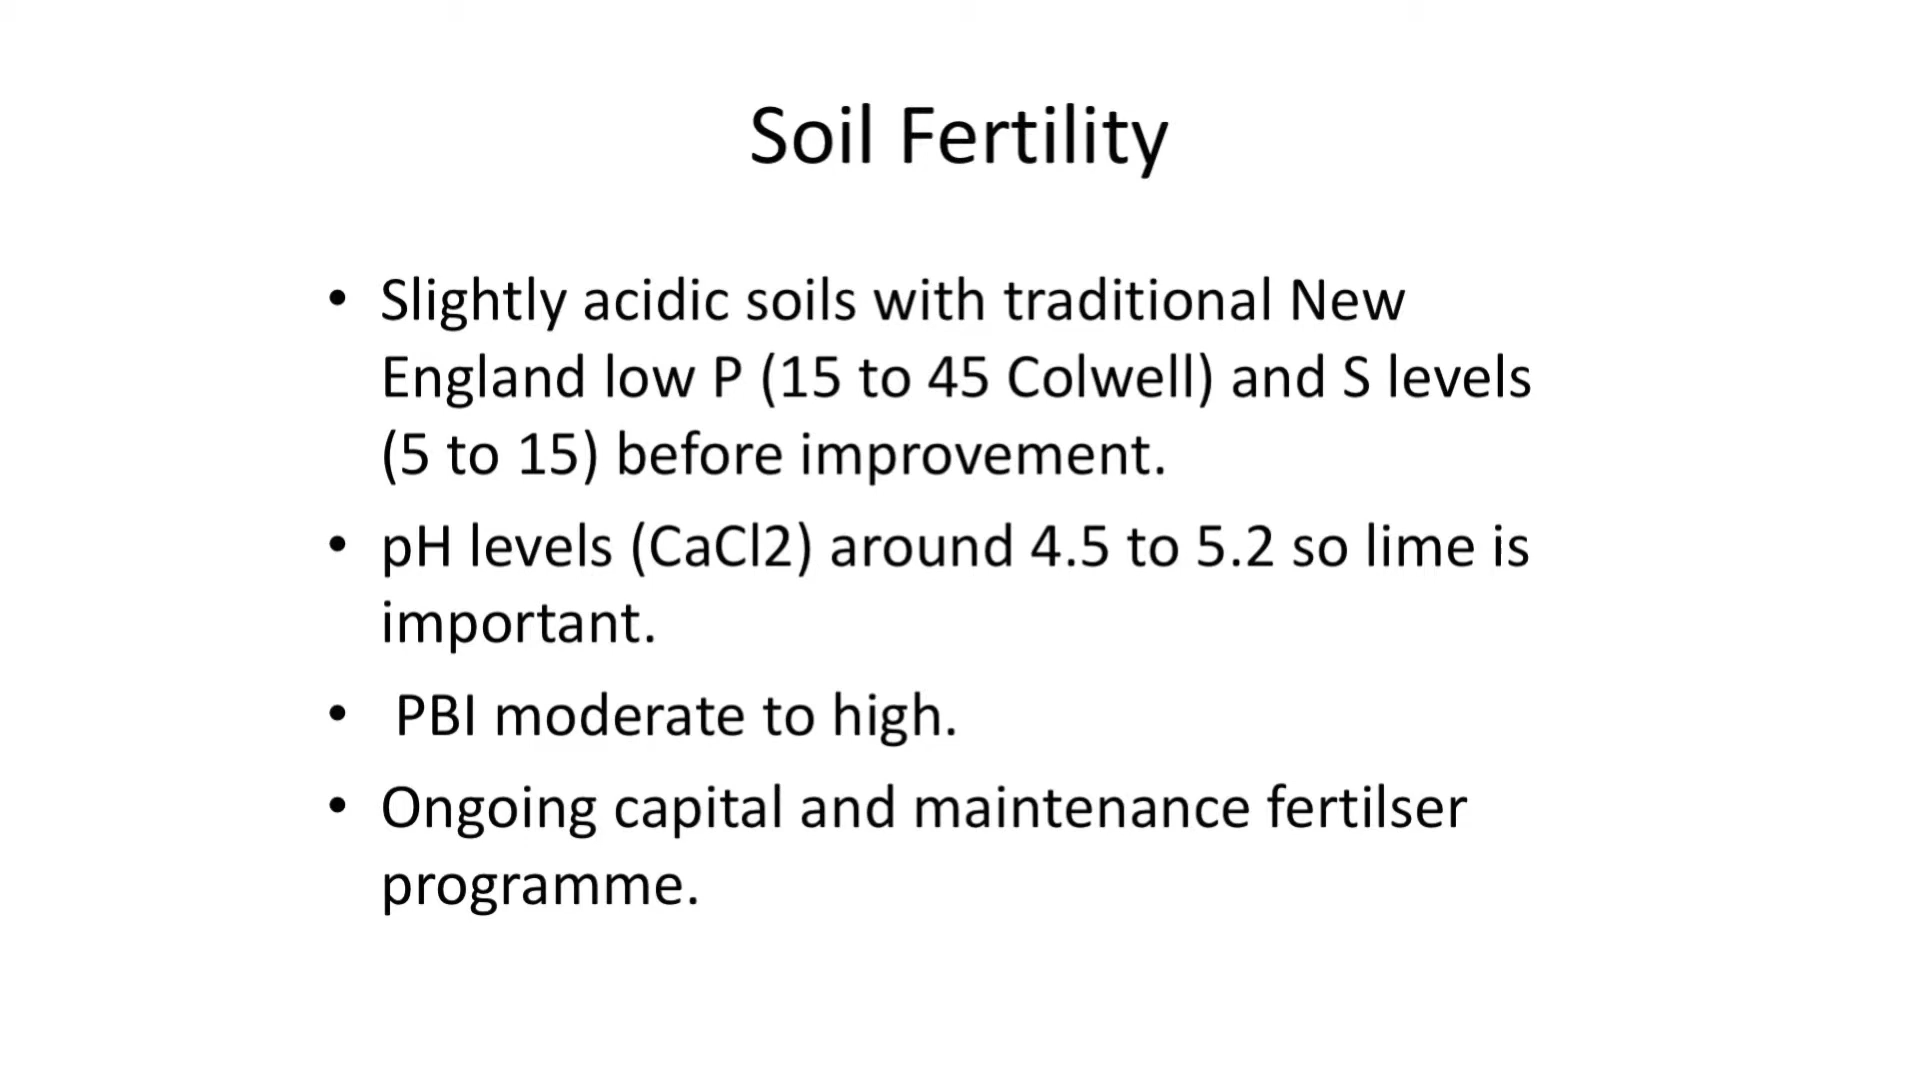 Soil Fertility
• Slightly acidic soils with traditional New
England low P (15 to 45 Colwell) and S levels
(5 to 15) before improvement.
• pH levels (CaCl2) around 4.5 to 5.2 so lime is
important.
• PBI moderate to high.
• Ongoing capital and maintenance fertilser
programme.